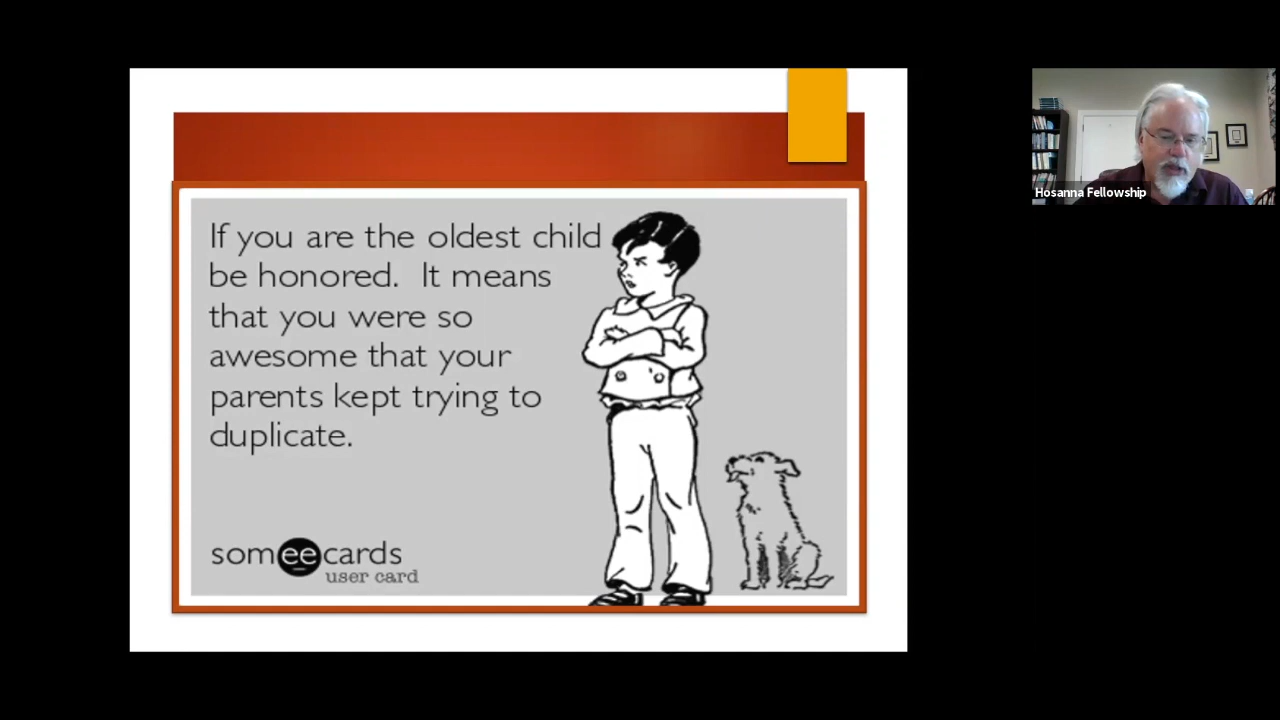 If you are the oldest child
be honored.  It means
that you were so
awesome that your
parents kept trying to
duplicate.
someecards
user card
Hosanna Fellowship